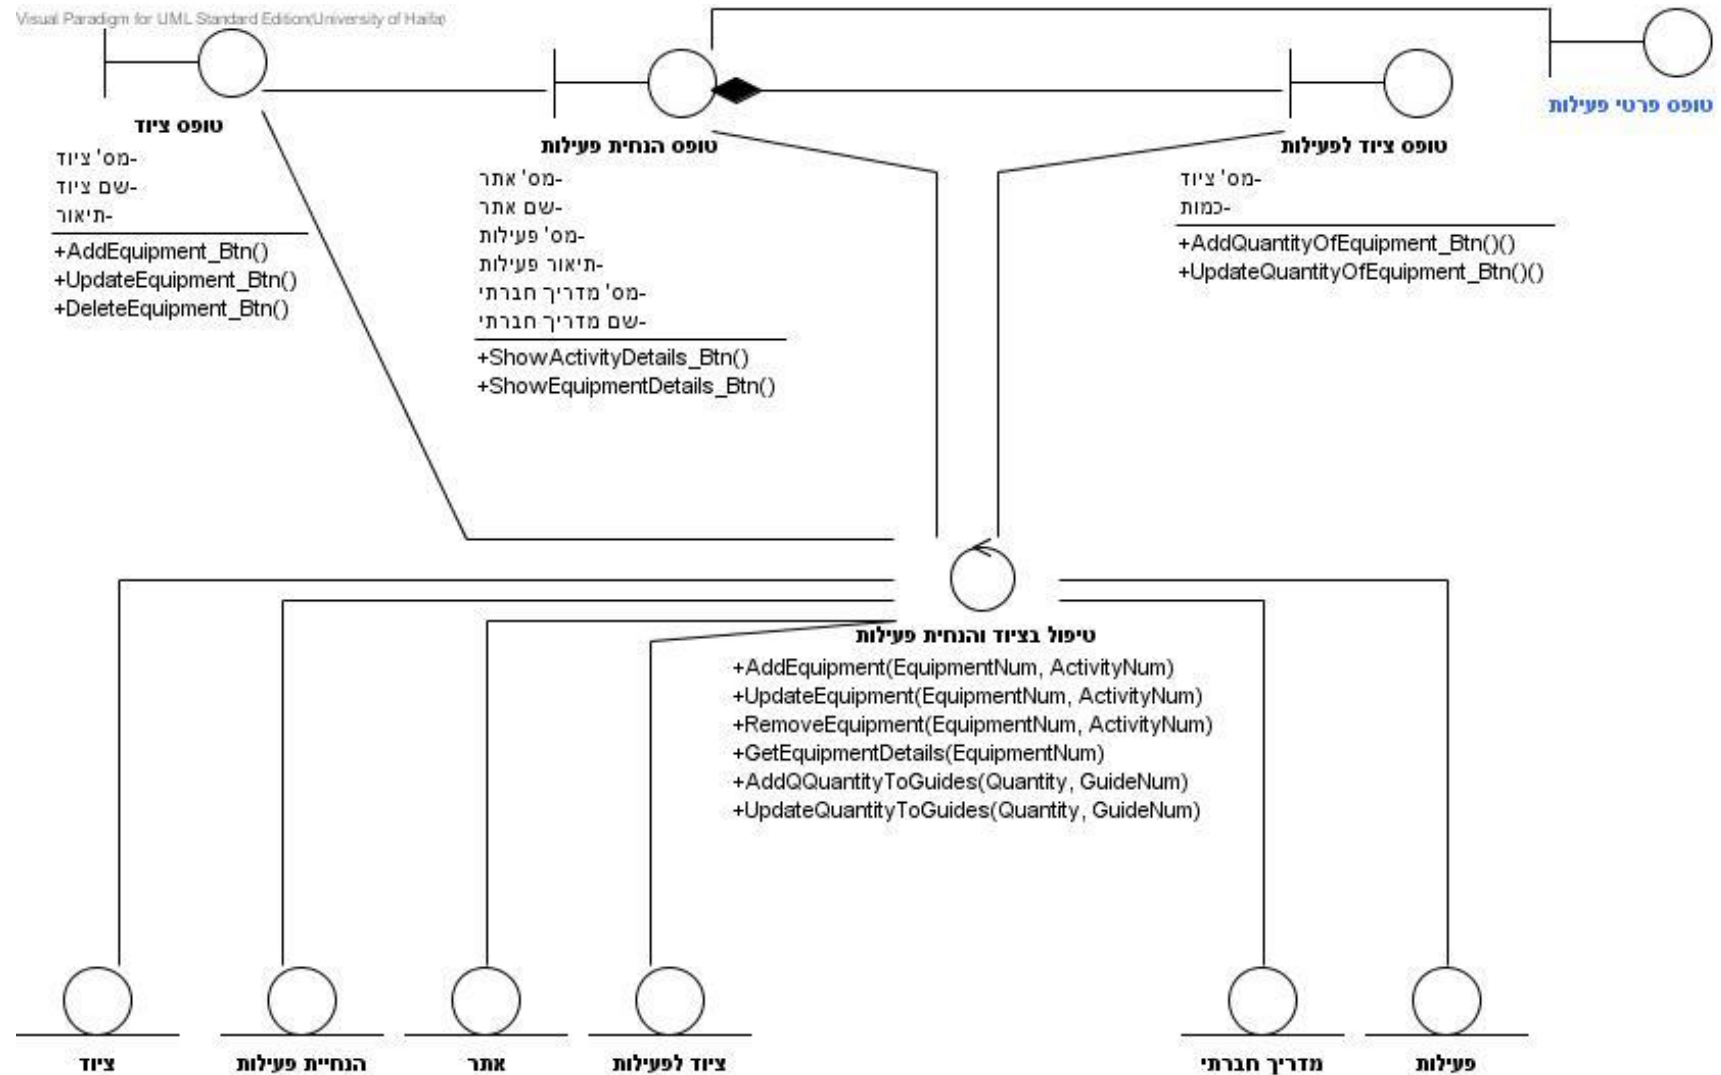 Visual Paradigm for UML Standard Edition(University of Haifa)
טופס ציוד
-מס' ציוד
-שם ציוד
-תיאור
+AddEquipment_Btn()
+UpdateEquipment_Btn()
+DeleteEquipment_Btn()
טופס הנחית פעילות
-מס' אתר
-שם אתר
-מס' פעילות
-תיאור פעילות
-מס' מדריך חברתי
-שם מדריך חברתי
+ShowActivityDetails_Btn()
+ShowEquipmentDetails_Btn()
טופס ציוד לפעילות
-מס' ציוד
-כמות
+AddQuantityOfEquipment_Btn()()
+UpdateQuantityOfEquipment_Btn()()
טופס פרטי פעילות
טיפול בציוד והנחית פעילות
+AddEquipment(EquipmentNum, ActivityNum)
+UpdateEquipment(EquipmentNum, ActivityNum)
+RemoveEquipment(EquipmentNum, ActivityNum)
+GetEquipmentDetails(EquipmentNum)
+AddQQuantityToGuides(Quantity, GuideNum)
+UpdateQuantityToGuides(Quantity, GuideNum)
ציוד
הנחיית פעילות
אתר
ציוד לפעילות
מדריך חברתי
פעילות